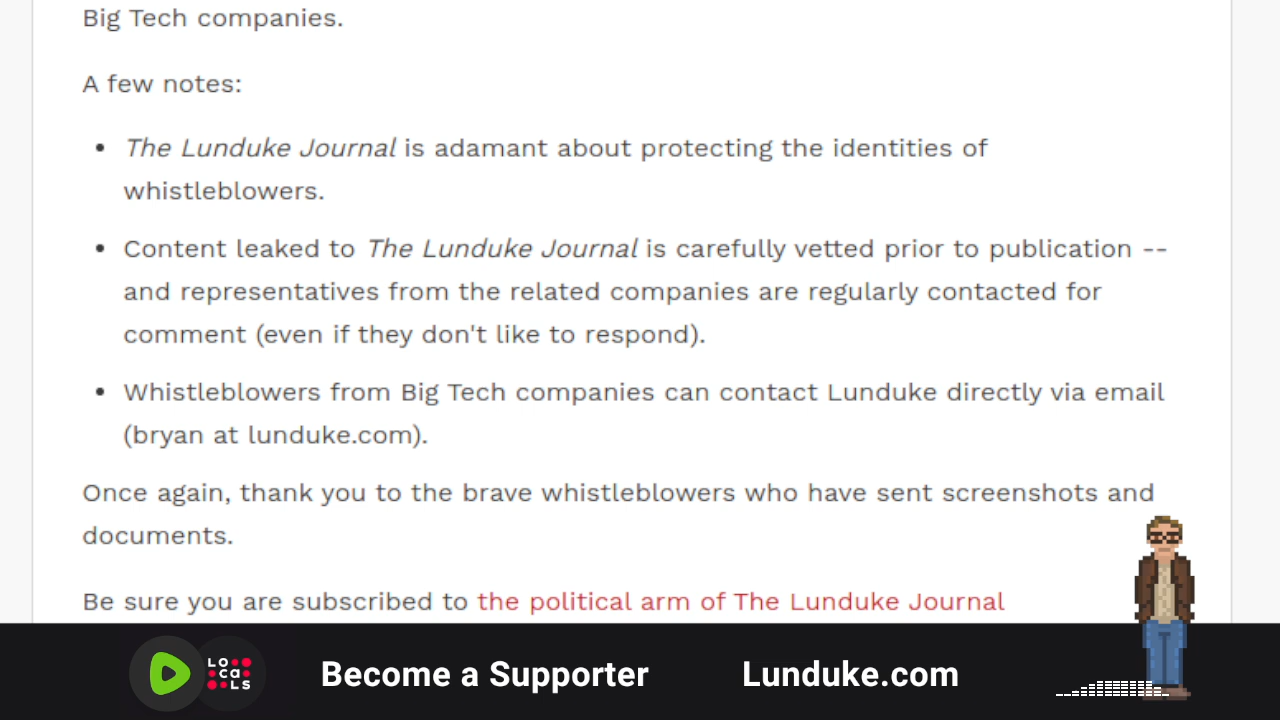 Big Tech companies.
A few notes:
• The Lunduke Journal is adamant about protecting the identities of
whistleblowers.
• Content leaked to The Lunduke Journal is carefully vetted prior to publication --
and representatives from the related companies are regularly contacted for
comment (even if they don't like to respond).
• Whistleblowers from Big Tech companies can contact Lunduke directly via email
(bryan at lunduke.com).
Once again, thank you to the brave whistleblowers who have sent screenshots and
documents.
Be sure you are subscribed to the political arm of The Lunduke Journal
LO
ca
LS
Become a Supporter
Lunduke.com